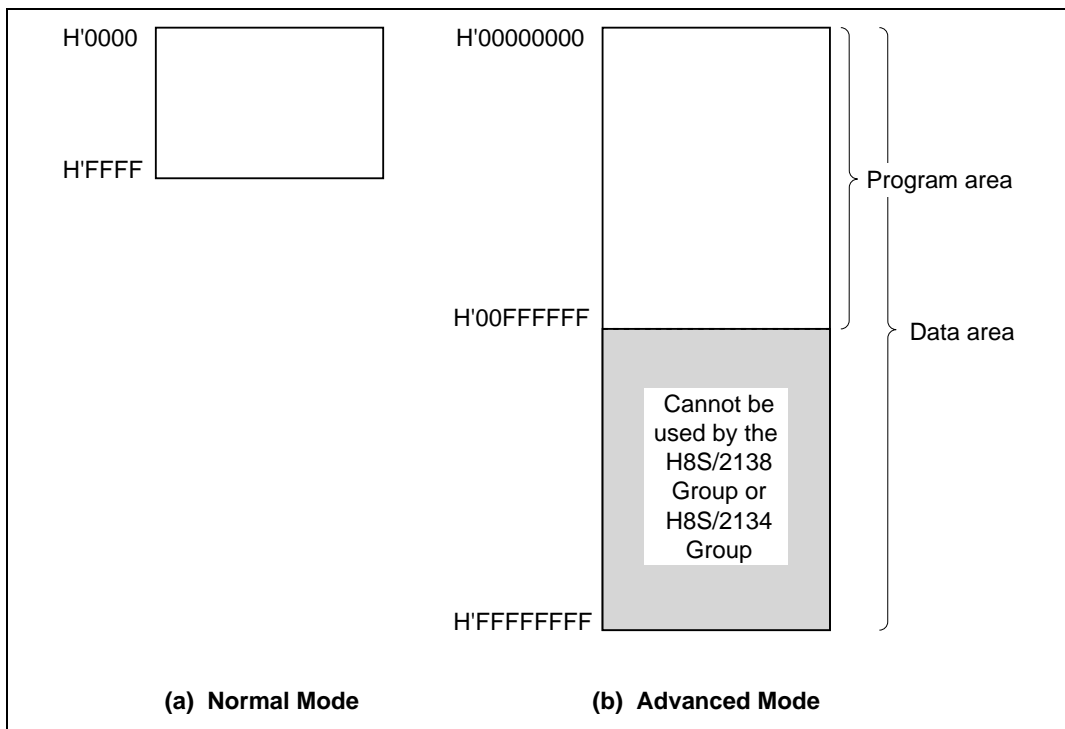 H'0000
H'FFFF
H'00000000
H'00FFFFFF
H'FFFFFFFF
Program area
Data area
Cannot be
used by the
H8S/2138
Group or
H8S/2134
Group
(a) Normal Mode
(b) Advanced Mode